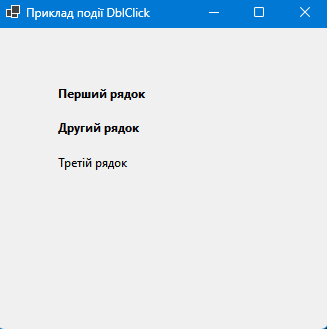 Приклад події DblClick
Перший рядок
Другий рядок
Третій рядок